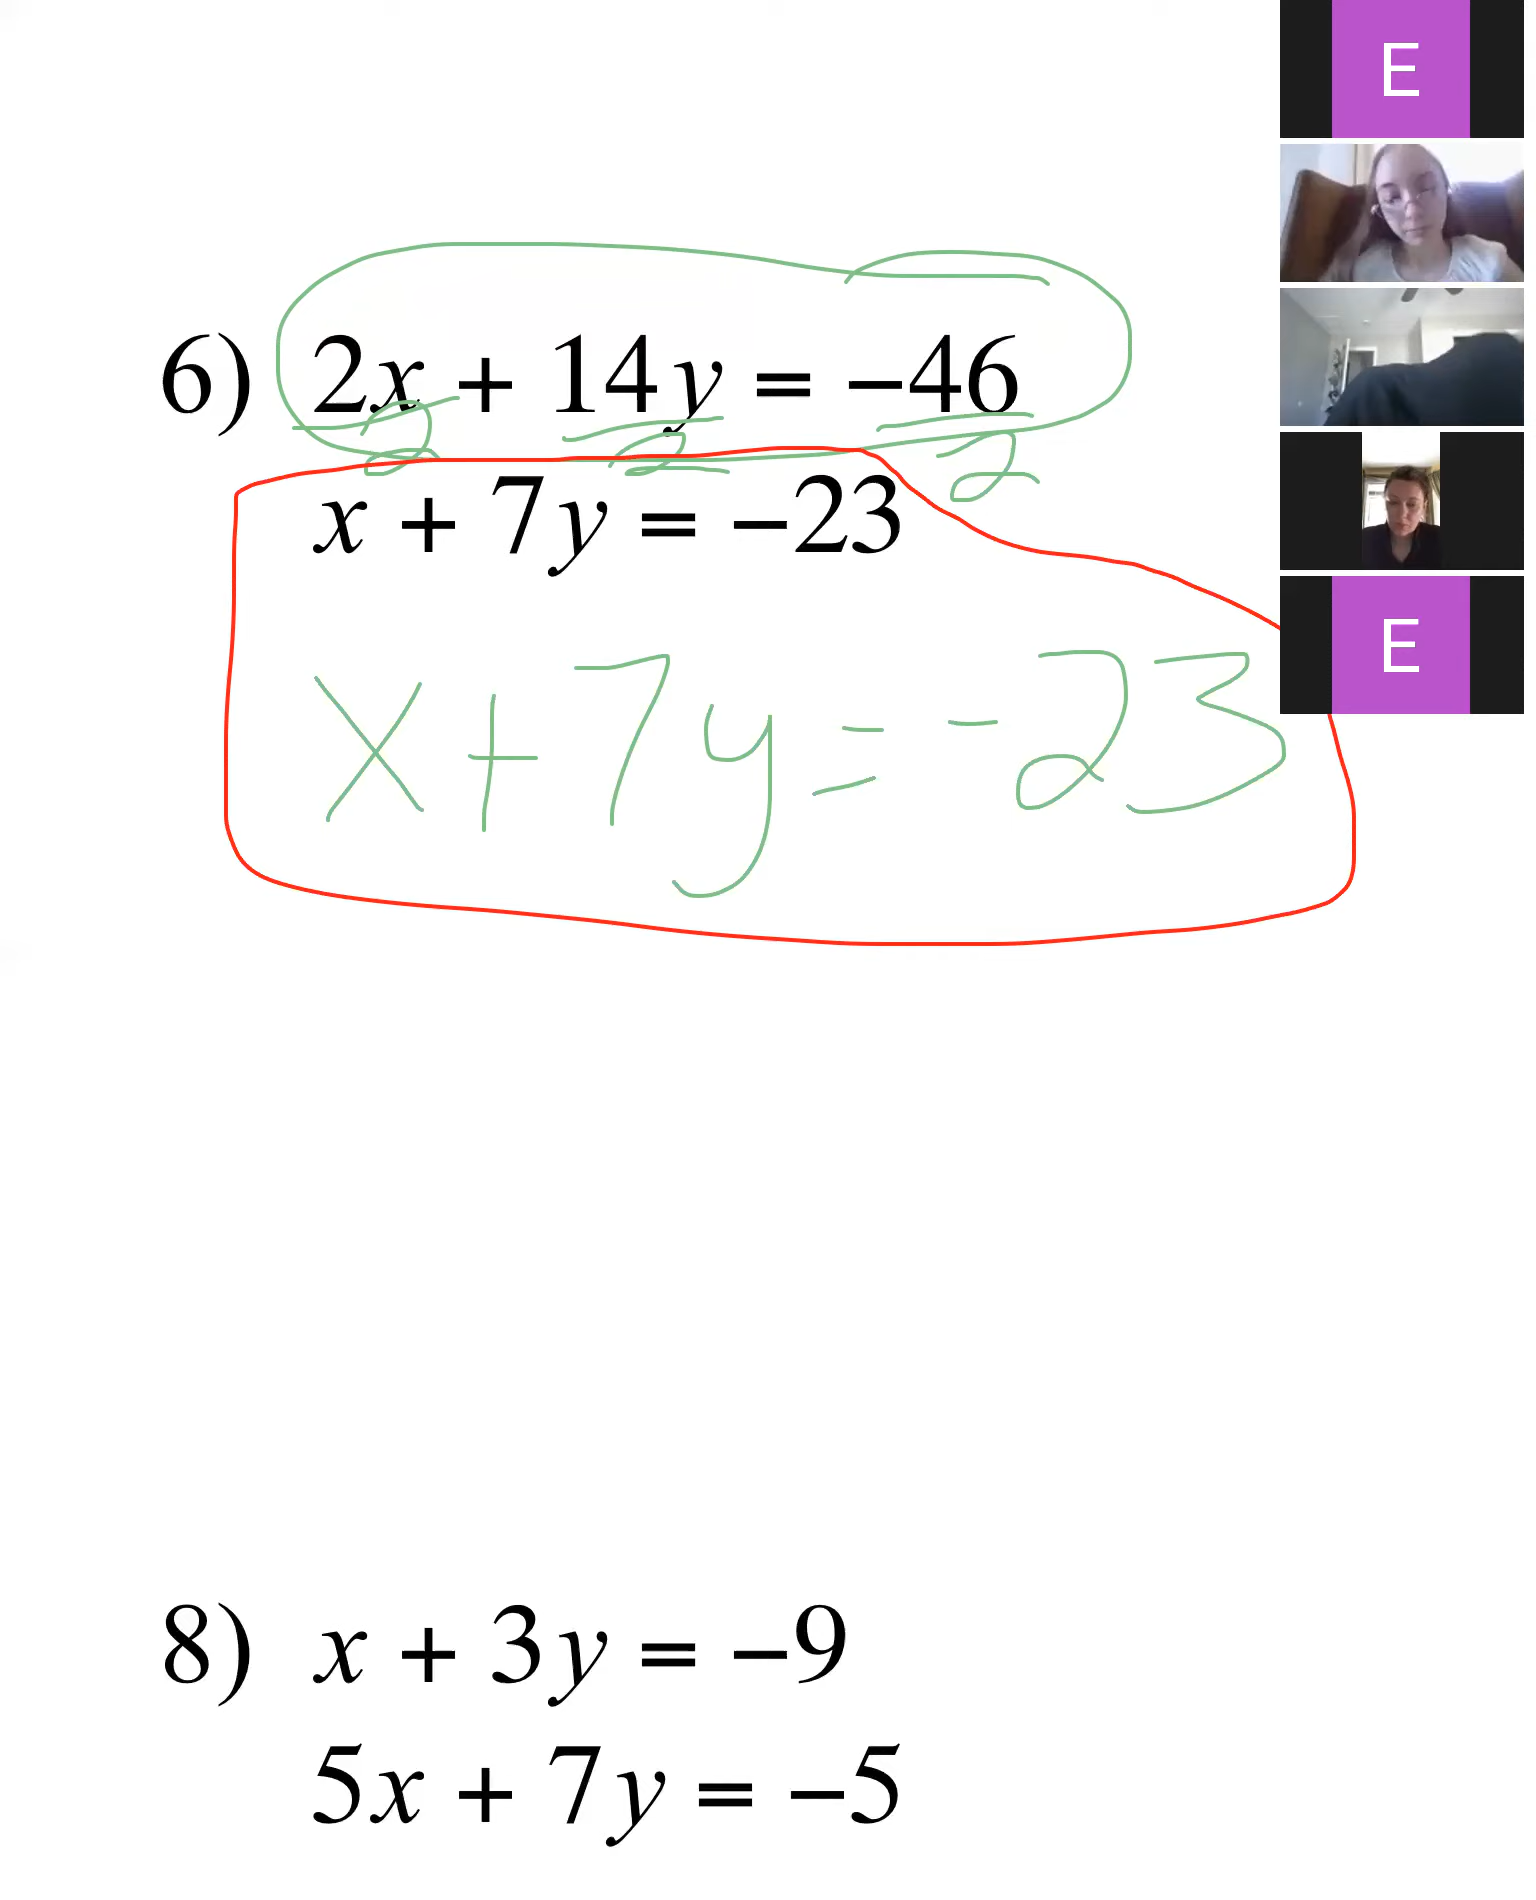 E
6) 2x + 14y = −46
2 2 2
x + 7y = −23
x + 7y = -23
E
8) x + 3y = −9
5x + 7y = −5